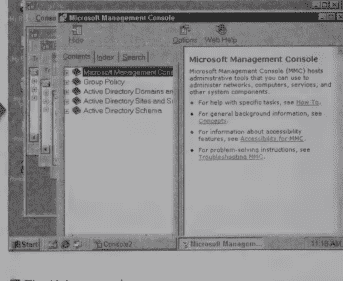 Conso
Microsoft Management Console
Hide
Options Web Help
Contents Index Search
Microsoft Management Cons
Group Policy
Active Directory Domains an
Active Directory Sites and S
Active Directory Schema
Microsoft Management Console
Microsoft Management Console (MMC) hosts
administrative tools that you can use to
administer networks, computers, services, and
other system components.
For help with specific tasks, see How To.
For general background information, see
Concepts.
For information about accessibility
features, see Accessibility for MMC.
For problem-solving instructions, see
Troubleshooting MMC.
Start
Console2
Microsoft Managem...
11:10 AM